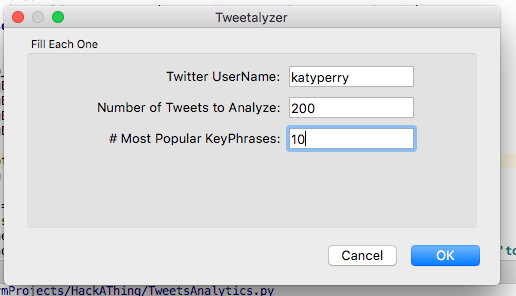 Tweetalyzer
Fill Each One
Twitter UserName: katyperry
Number of Tweets to Analyze: 200
# Most Popular KeyPhrases: 10
Cancel OK
rmProjects/HackAThing/TweetsAnalytics.py